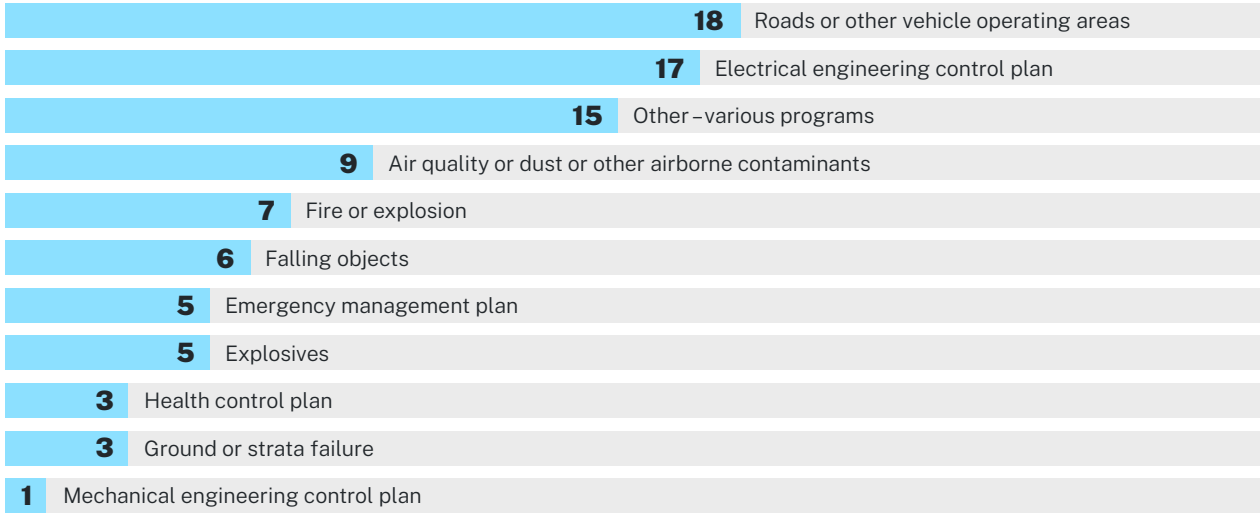 18 Roads or other vehicle operating areas
17 Electrical engineering control plan
15 Other – various programs
9 Air quality or dust or other airborne contaminants
7 Fire or explosion
6 Falling objects
5 Emergency management plan
5 Explosives
3 Health control plan
3 Ground or strata failure
1 Mechanical engineering control plan